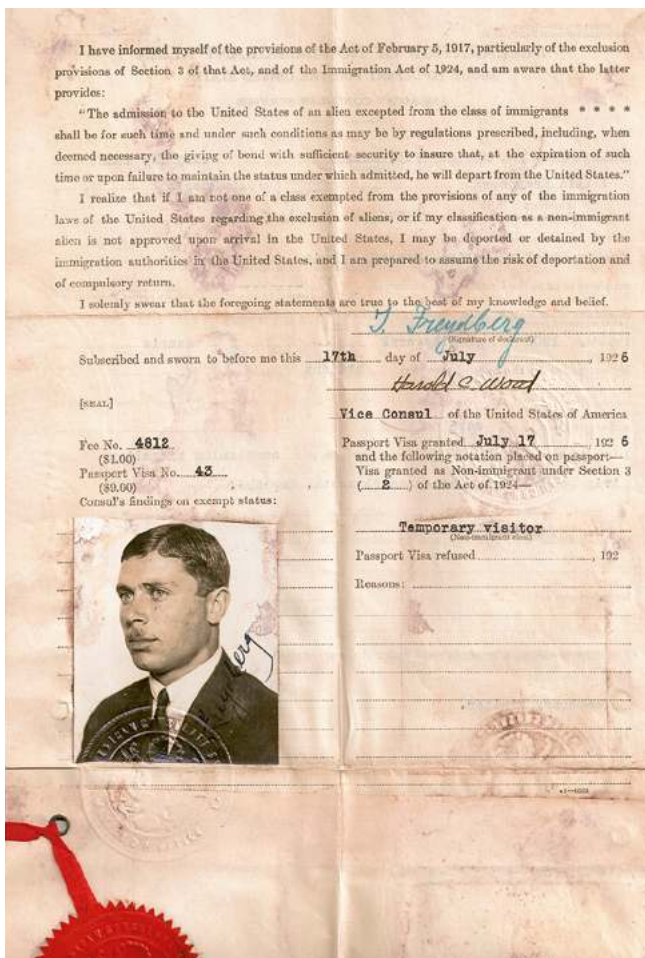 I have informed myself of the provisions of the Act of February 5, 1917, particularly of the exclusion
provisions of Section 3 of that Act, and of the Immigration Act of 1924, and am aware that the latter
provides:
"The admission to the United States of an alien excepted from the class of immigrants * * * *
shall be for such time and under such conditions as may be by regulations prescribed, including, when
deemed necessary, the giving of bond with sufficient security to insure that, at the expiration of such
time or upon failure to maintain the status under which admitted, he will depart from the United States."
I realize that if I am not one of a class exempted from the provisions of any of the immigration
laws of the United States regarding the exclusion of aliens, or if my classification as a non-immigrant
alien is not approved upon arrival in the United States, I may be deported or detained by the
immigration authorities in the United States, and I am prepared to assume the risk of deportation and
of compulsory return.
I solemly swear that the foregoing statements are true to the best of my knowledge and belief.
Freydberg
(Signature of declarant)
Subscribed and sworn to before me this 17th day of July, 1926
Harold C. Wood
[SEAL]
Vice Consul of the United States of America
Fee No. 4812
($1.00)
Passport Visa No. 43
($9.00)
Consul's findings on exempt status:
Passport Visa granted July 17 1926
and the following notation placed on passport—
Visa granted as Non-immigrant under Section 3
(2) of the Act of 1924—
Temporary visitor
(Non-immigrant class)
Passport Visa refused, 192
Reasons: